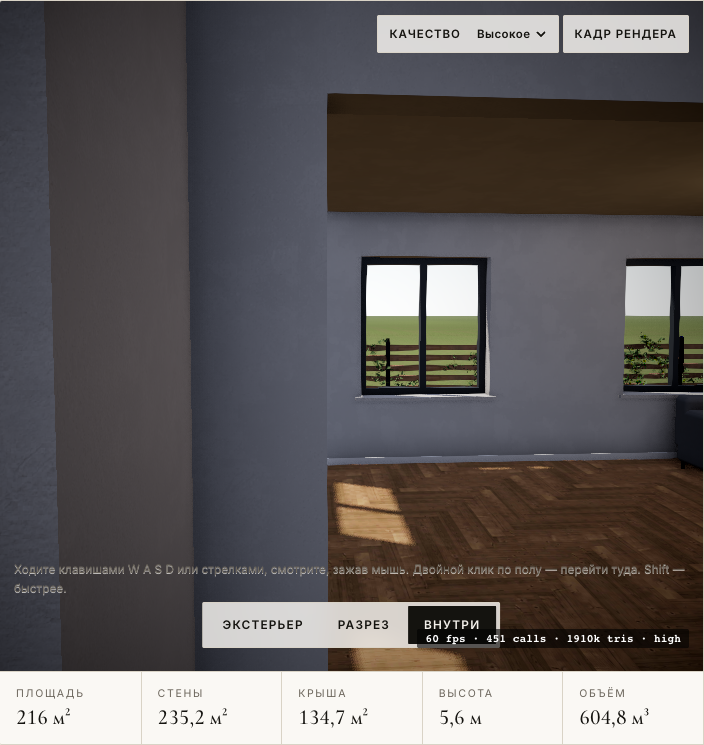 КАЧЕСТВО Высокое КАДР РЕНДЕРА
Ходите клавишами W A S D или стрелками, смотрите, зажав мышь. Двойной клик по полу — перейти туда. Shift —
быстрее.
ЭКСТЕРЬЕР РАЗРЕЗ ВНУТРИ
60 fps · 451 calls · 1910k tris · high
ПЛОЩАДЬ СТЕНЫ КРЫША ВЫСОТА ОБЪЁМ
216 м² 235,2 м² 134,7 м² 5,6 м 604,8 м³